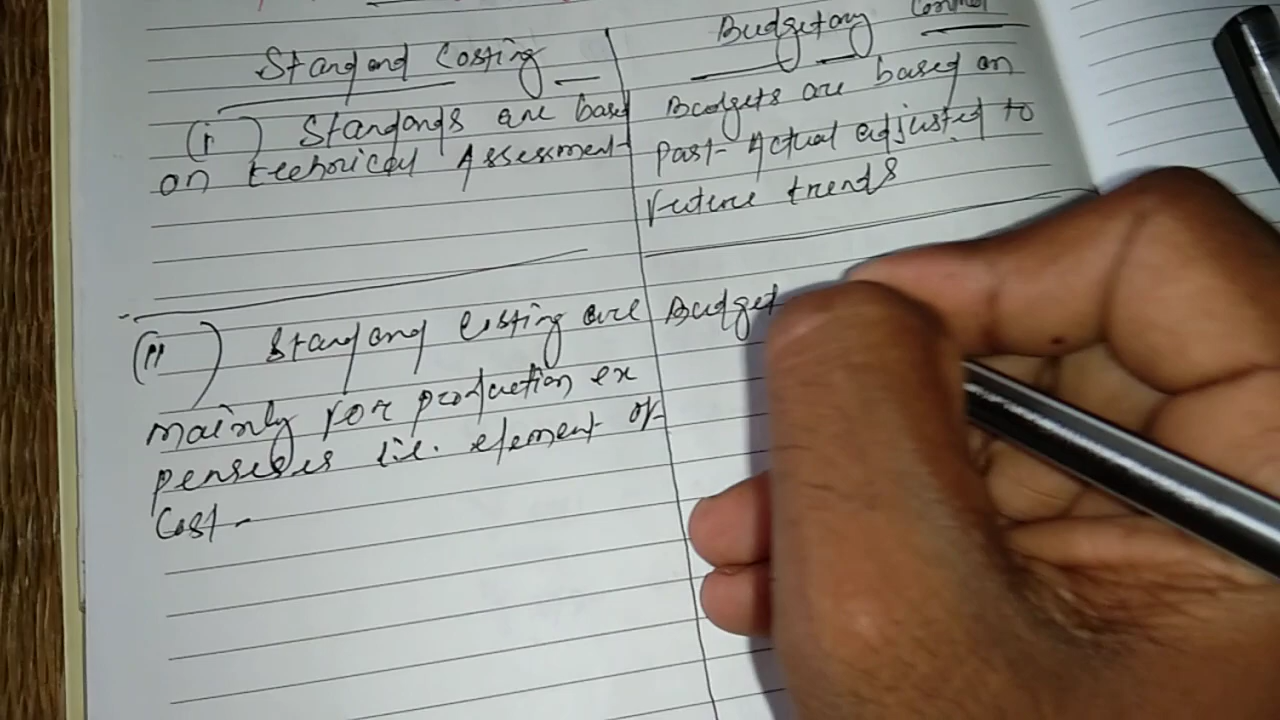 Standard Costing
Budgetary Control
(i) Standards are based
on technical Assessment
Budgets are based on
past Actual adjusted to
future trends
(ii) Standard costing are
mainly for production ex
penseses i.e. element of
Cost
Budget